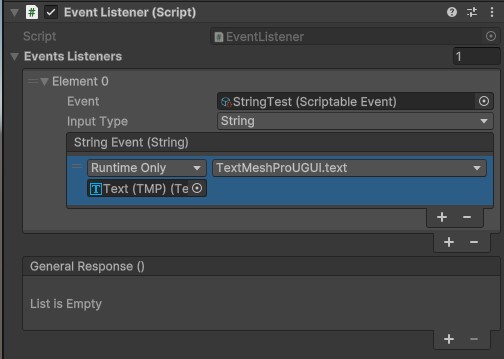 Event Listener (Script)
Script
EventListener
Events Listeners
1
Element 0
Event
StringTest (Scriptable Event)
Input Type
String
String Event (String)
Runtime Only
TextMeshProUGUI.text
Text (TMP) (Te
General Response ()
List is Empty